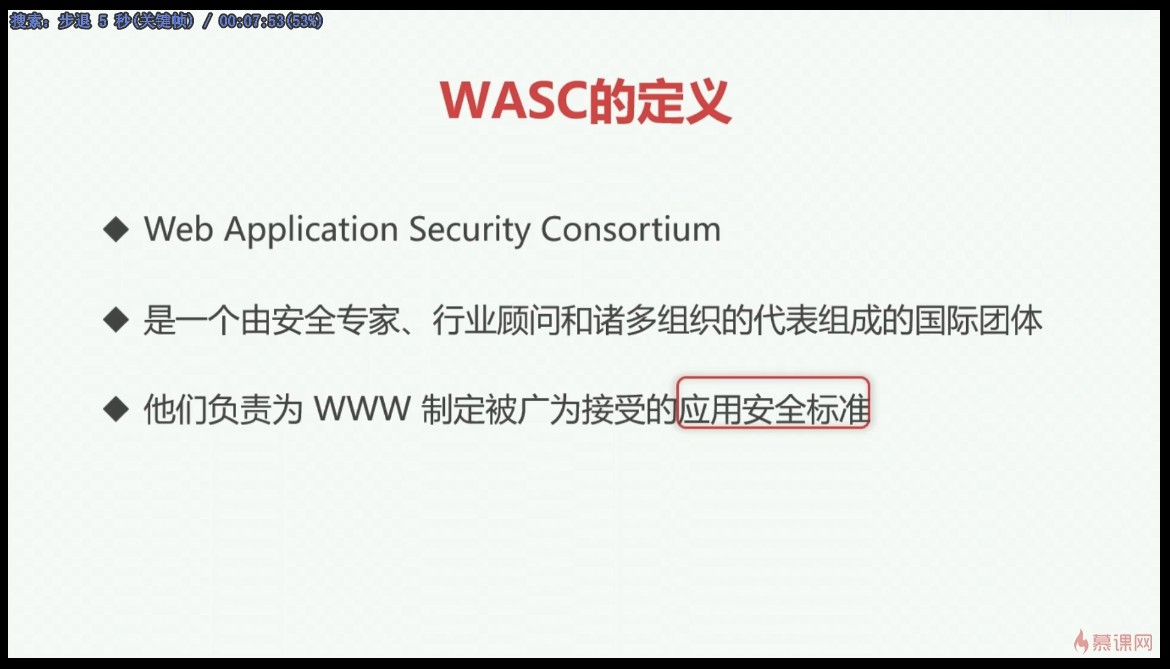 搜索: 步退 5 秒(关键帧) / 00:07:53(53%)
WASC的定义
◆ Web Application Security Consortium
◆ 是一个由安全专家、行业顾问和诸多组织的代表组成的国际团体
◆ 他们负责为 WWW 制定被广为接受的应用安全标准
慕课网